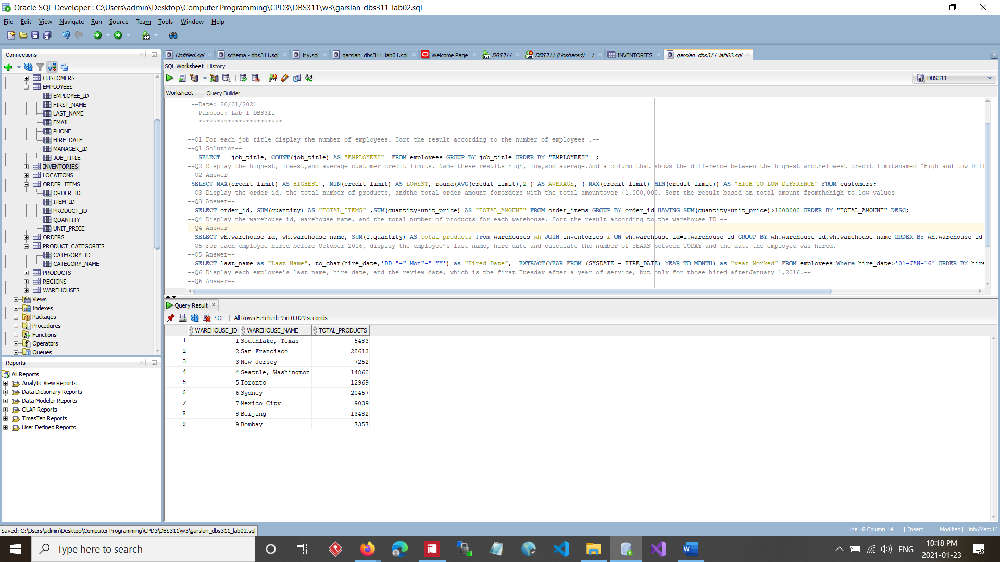 Oracle SQL Developer : C:\Users\admin\Desktop\Computer Programming\CPD3\DBS311\w3\garslan_dbs311_lab02.sql
File Edit View Navigate Run Source Team Tools Window Help
Connections
CUSTOMERS
EMPLOYEES
EMPLOYEE_ID
FIRST_NAME
LAST_NAME
EMAIL
PHONE
HIRE_DATE
MANAGER_ID
JOB_TITLE
INVENTORIES
LOCATIONS
ORDER_ITEMS
ORDER_ID
ITEM_ID
PRODUCT_ID
QUANTITY
UNIT_PRICE
ORDERS
PRODUCT_CATEGORIES
CATEGORY_ID
CATEGORY_NAME
PRODUCTS
REGIONS
WAREHOUSES
Views
Indexes
Packages
Procedures
Functions
Operators
Queues
Reports
All Reports
Analytic View Reports
Data Dictionary Reports
Data Modeler Reports
OLAP Reports
TimesTen Reports
User Defined Reports
Untitled.sql schema - dbs311.sql try.sql garslan_dbs311_lab01.sql Welcome Page DBS311 DBS311 (Unshared)__1 INVENTORIES garslan_dbs311_lab02.sql
SQL Worksheet History
DBS311
Worksheet Query Builder
--Date: 20/01/2021
--Purpose: Lab 1 DBS311
--***********************
--Q1 For each job title display the number of employees. Sort the result according to the number of employees .--
--Q1 Solution--
SELECT job_title, COUNT(job_title) AS "EMPLOYEES" FROM employees GROUP BY job_title ORDER BY "EMPLOYEES" ;
--Q2 Display the highest, lowest,and average customer credit limits. Name these results high, low,and average.Add a column that shows the difference between the highest andthelowest credit limitsnamed “High and Low Dif
--Q2 Answer--
SELECT MAX(credit_limit) AS HIGHEST , MIN(credit_limit) AS LOWEST, round(AVG(credit_limit),2 ) AS AVERAGE, ( MAX(credit_limit)-MIN(credit_limit)) AS "HIGH TO LOW DIFFRENCE" FROM customers;
--Q3 Display the order id, the total number of products, andthe total order amount fororders with the total amountover $1,000,000. Sort the result based on total amount fromthehigh to low values--
--Q3 Answer--
SELECT order_id, SUM(quantity) AS "TOTAL_ITEMS" ,SUM(quantity*unit_price) AS "TOTAL_AMOUNT" FROM order_items GROUP BY order_id HAVING SUM(quantity*unit_price)>1000000 ORDER BY "TOTAL_AMOUNT" DESC;
--Q4 Display the warehouse id, warehouse name, and the total number of products for each warehouse. Sort the result according to the warehouse ID --
--Q4 Answer--
SELECT wh.warehouse_id, wh.warehouse_name, SUM(i.quantity) AS total_products from warehouses wh JOIN inventories i ON wh.warehouse_id=i.warehouse_id GROUP BY wh.warehouse_id,wh.warehouse_name ORDER BY wh.warehouse_id
--Q5 For each employee hired before October 2016, display the employee’s last name, hire date and calculate the number of YEARS between TODAY and the date the employee was hired.--
--Q5 Answer--
SELECT last_name as "Last Name", to_char(hire_date,'DD "-" Mon"-" YY') as "Hired Date", EXTRACT(YEAR FROM (SYSDATE - HIRE_DATE) YEAR TO MONTH) as "year Worked" FROM employees Where hire_date>'01-JAN-16' ORDER BY hire
--Q6 Display each employee’s last name, hire date, and the review date, which is the first Tuesday after a year of service, but only for those hired afterJanuary 1,2016.--
--Q6 Answer--
Query Result
SQL All Rows Fetched: 9 in 0.029 seconds
WAREHOUSE_ID WAREHOUSE_NAME TOTAL_PRODUCTS
1 1 Southlake, Texas 5483
2 2 San Francisco 28613
3 3 New Jersey 7252
4 4 Seattle, Washington 14860
5 5 Toronto 12969
6 6 Sydney 20457
7 7 Mexico City 9039
8 8 Beijing 13482
9 9 Bombay 7357
Saved: C:\Users\admin\Desktop\Computer Programming\CPD3\DBS311\w3\garslan_dbs311_lab02.sql
Line 18 Column 14 Insert Modified Unix/Mac: LF
Type here to search
ENG
10:18 PM
2021-01-23